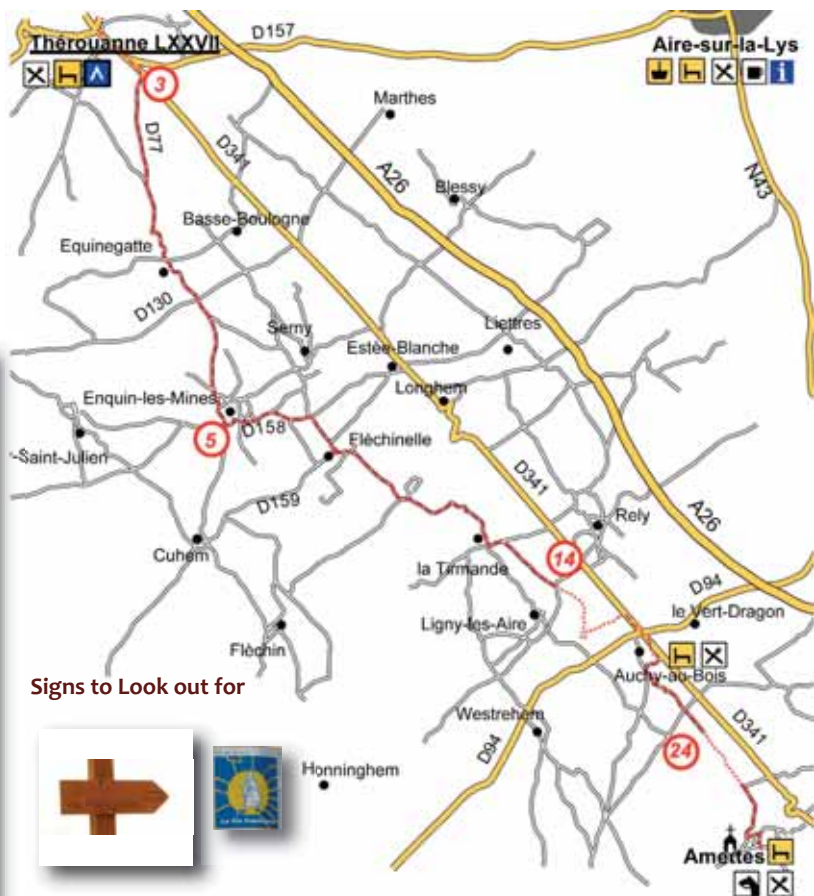 Thérouanne LXXVII
D157
Aire-sur-la-Lys
3
Marthes
D77
D341
A26
N43
Blessy
Basse-Boulogne
Equinegatte
D130
Serny
Liettres
Estée-Blanche
Enquin-les-Mines
Longhem
5
D158
-Saint-Julien
Fléchinelle
D341
D159
A26
Rely
Cuhem
14
la Tirmande
D94
le Vert-Dragon
Ligny-les-Aire
Fléchin
Auchy-au-Bois
Signs to Look out for
Westrehem
D341
24
D94
Honninghem
Amettes